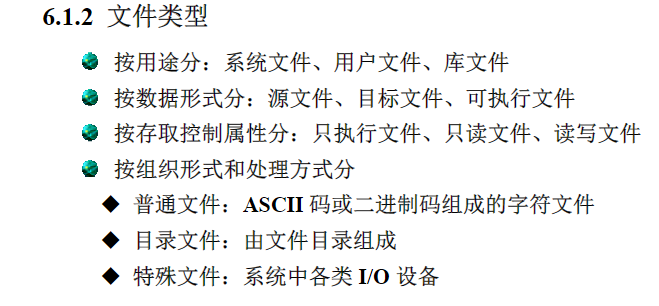 6.1.2 文件类型
按用途分：系统文件、用户文件、库文件
按数据形式分：源文件、目标文件、可执行文件
按存取控制属性分：只执行文件、只读文件、读写文件
按组织形式和处理方式分
普通文件：ASCII 码或二进制码组成的字符文件
目录文件：由文件目录组成
特殊文件：系统中各类 I/O 设备